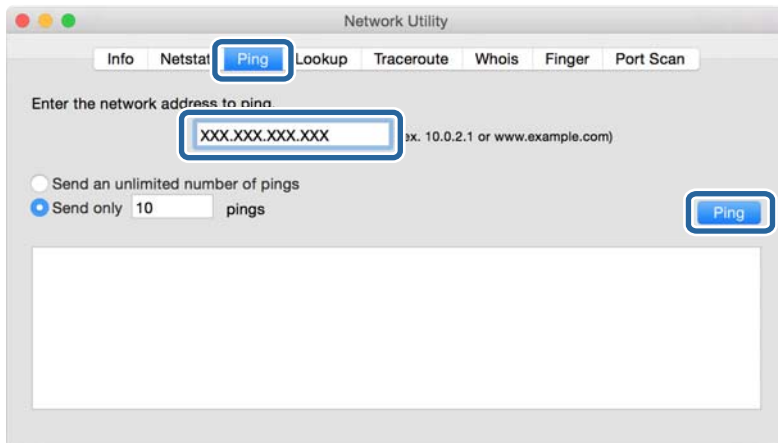 Network Utility
Info Netstat Ping Lookup Traceroute Whois Finger Port Scan
Enter the network address to ping.
XXX.XXX.XXX.XXX ex. 10.0.2.1 or www.example.com)
Send an unlimited number of pings
Send only 10 pings
Ping